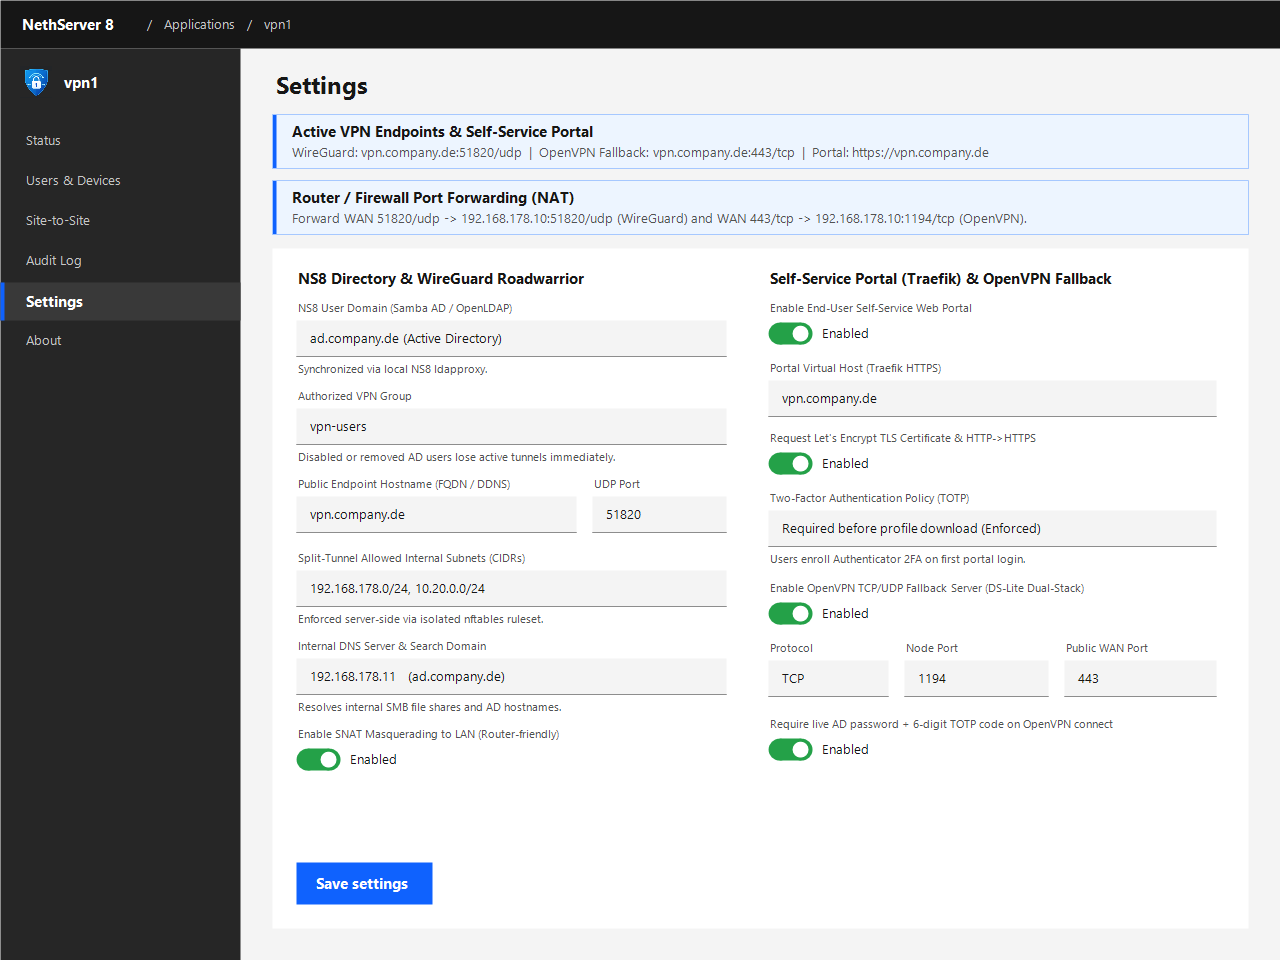 NethServer 8 / Applications / vpn1
vpn1
Status
Users & Devices
Site-to-Site
Audit Log
Settings
About
Settings
Active VPN Endpoints & Self-Service Portal
WireGuard: vpn.company.de:51820/udp | OpenVPN Fallback: vpn.company.de:443/tcp | Portal: https://vpn.company.de
Router / Firewall Port Forwarding (NAT)
Forward WAN 51820/udp -> 192.168.178.10:51820/udp (WireGuard) and WAN 443/tcp -> 192.168.178.10:1194/tcp (OpenVPN).
NS8 Directory & WireGuard Roadwarrior
NS8 User Domain (Samba AD / OpenLDAP)
ad.company.de (Active Directory)
Synchronized via local NS8 ldapproxy.
Authorized VPN Group
vpn-users
Disabled or removed AD users lose active tunnels immediately.
Public Endpoint Hostname (FQDN / DDNS) UDP Port
vpn.company.de 51820
Split-Tunnel Allowed Internal Subnets (CIDRs)
192.168.178.0/24, 10.20.0.0/24
Enforced server-side via isolated nftables ruleset.
Internal DNS Server & Search Domain
192.168.178.11 (ad.company.de)
Resolves internal SMB file shares and AD hostnames.
Enable SNAT Masquerading to LAN (Router-friendly)
Enabled
Self-Service Portal (Traefik) & OpenVPN Fallback
Enable End-User Self-Service Web Portal
Enabled
Portal Virtual Host (Traefik HTTPS)
vpn.company.de
Request Let's Encrypt TLS Certificate & HTTP->HTTPS
Enabled
Two-Factor Authentication Policy (TOTP)
Required before profile download (Enforced)
Users enroll Authenticator 2FA on first portal login.
Enable OpenVPN TCP/UDP Fallback Server (DS-Lite Dual-Stack)
Enabled
Protocol Node Port Public WAN Port
TCP 1194 443
Require live AD password + 6-digit TOTP code on OpenVPN connect
Enabled
Save settings